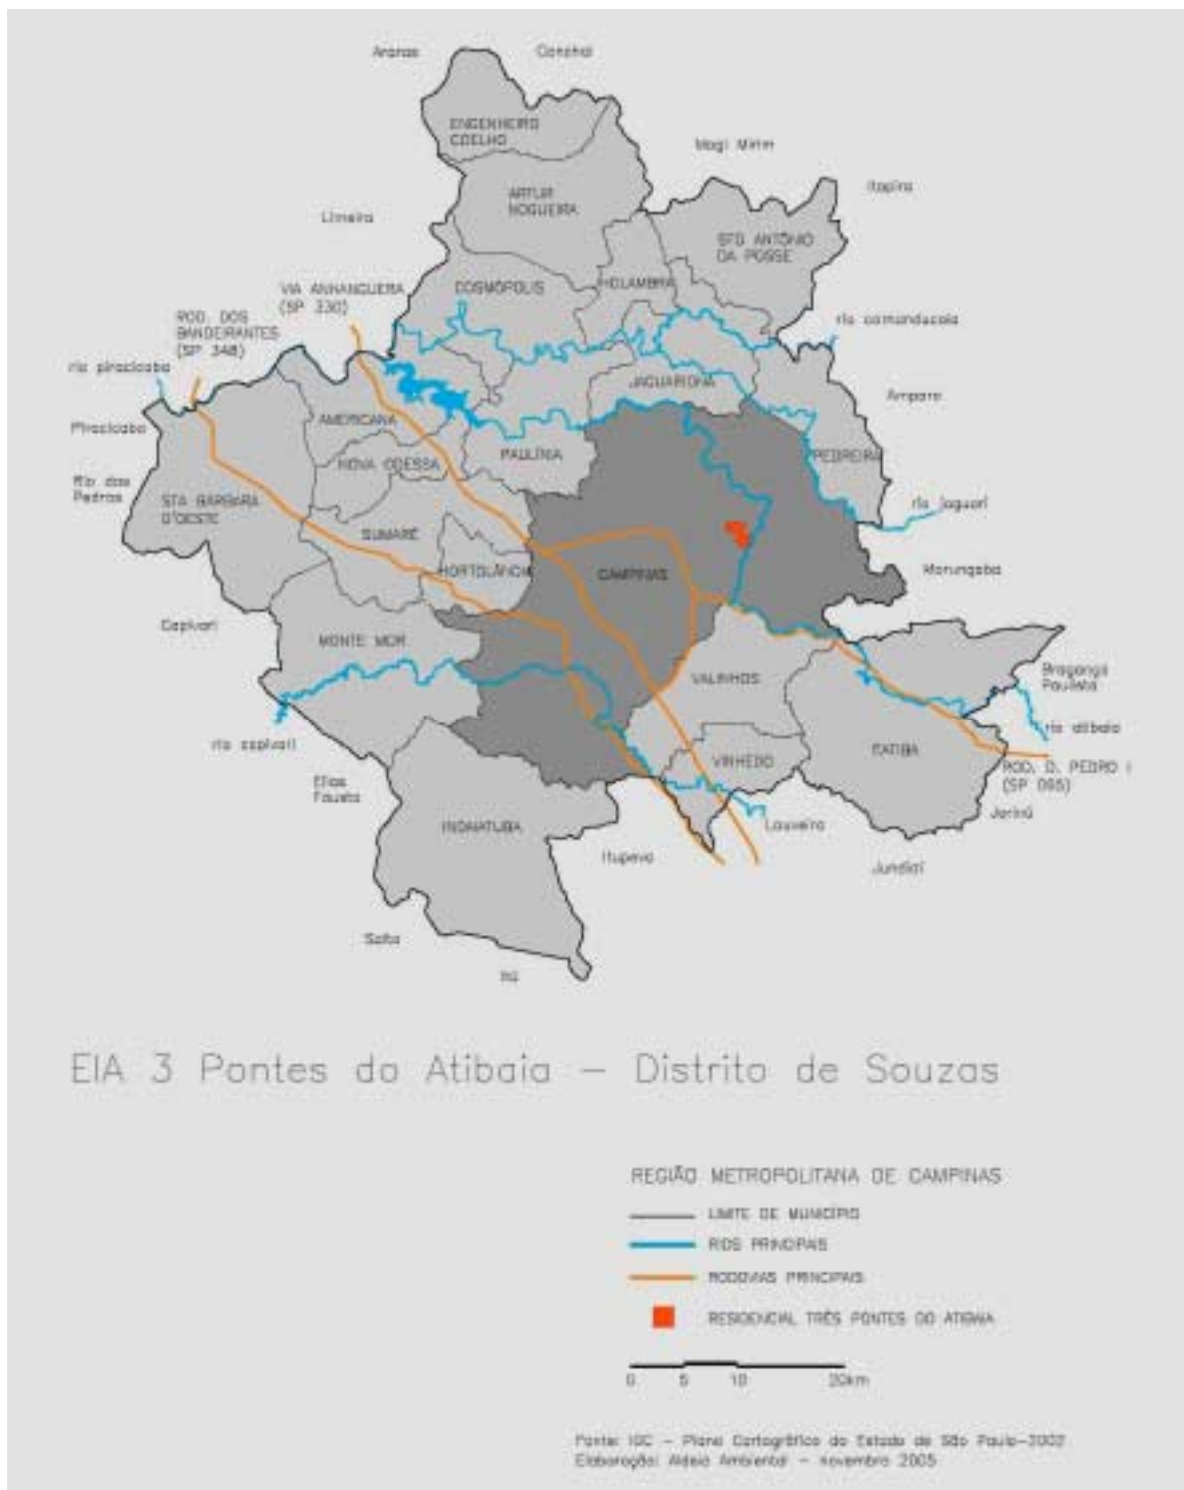 Araras
Conchal
ENGENHEIRO
COELHO
Mogi Mirim
Itapira
ARTUR
NOGUEIRA
Limeira
STO ANTÔNIO
DA POSSE
VIA ANHANGUERA
(SP 330)
COSMÓPOLIS
HOLAMBRA
ROD. DOS
BANDEIRANTES
(SP 348)
rio camanducaia
rio piracicaba
JAGUARIÚNA
Amparo
Piracicaba
AMERICANA
PAULÍNIA
PEDREIRA
NOVA ODESSA
Rio das
Pedras
STA BÁRBARA
D'OESTE
rio jaguari
SUMARÉ
HORTOLÂNDIA
CAMPINAS
Morungaba
Capivari
MONTE MOR
VALINHOS
Bragança
Paulista
rio atibaia
rio capivari
ITATIBA
VINHEDO
ROD. D. PEDRO I
(SP 065)
Elias
Fausto
Jarinú
INDAIATUBA
Louveira
Itupeva
Jundiaí
Salto
Itú
EIA 3 Pontes do Atibaia – Distrito de Souzas
REGIÃO METROPOLITANA DE CAMPINAS
LIMITE DE MUNICÍPIO
RIOS PRINCIPAIS
RODOVIAS PRINCIPAIS
RESIDENCIAL TRÊS PONTES DO ATIBAIA
0 5 10 20km
Fonte: IGC – Plano Cartográfico do Estado de São Paulo–2002
Elaboração: Aldeia Ambiental – novembro 2005